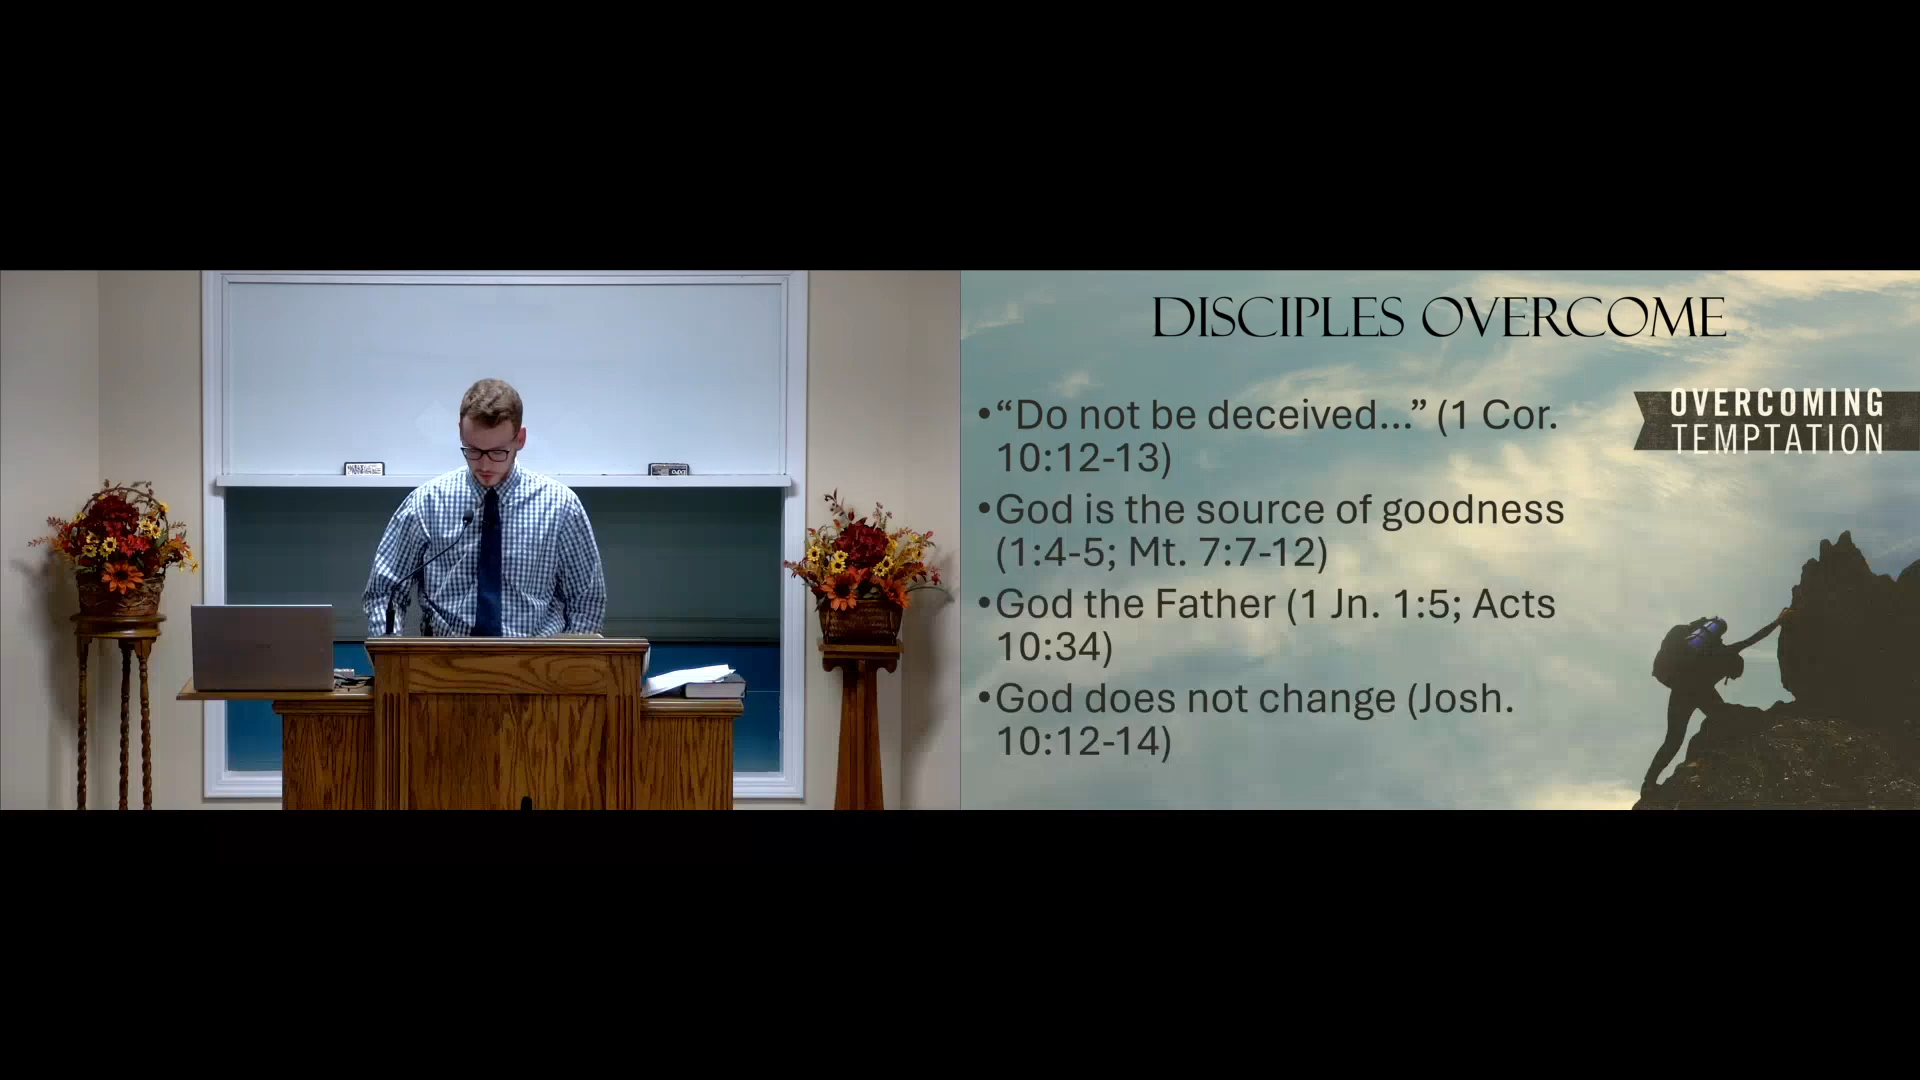 DISCIPLES OVERCOME
•“Do not be deceived…” (1 Cor.
10:12-13)
•God is the source of goodness
(1:4-5; Mt. 7:7-12)
•God the Father (1 Jn. 1:5; Acts
10:34)
•God does not change (Josh.
10:12-14)
OVERCOMING
TEMPTATION